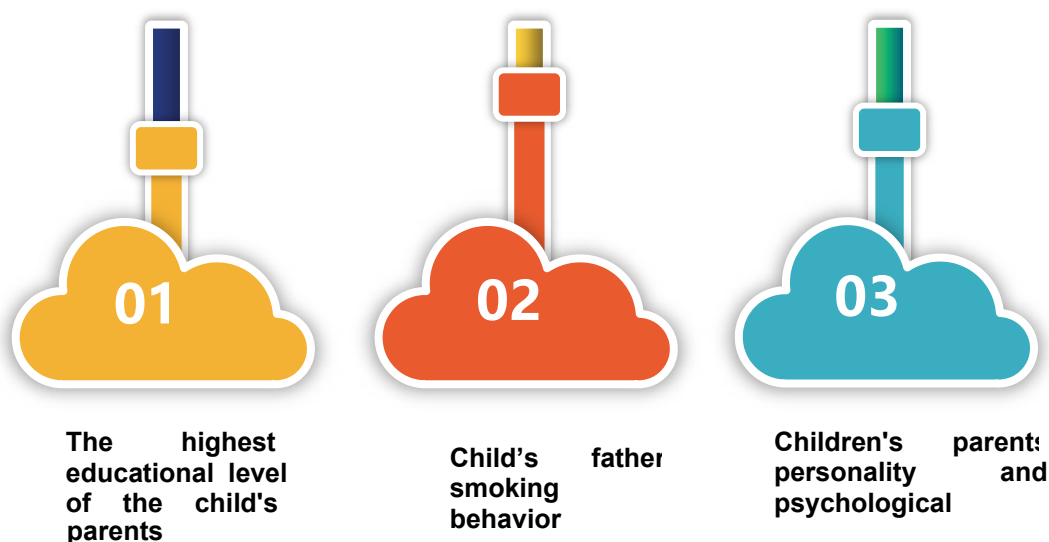 01
The highest
educational level
of the child's
parents
02
Child’s father
smoking
behavior
03
Children's parents
personality and
psychological